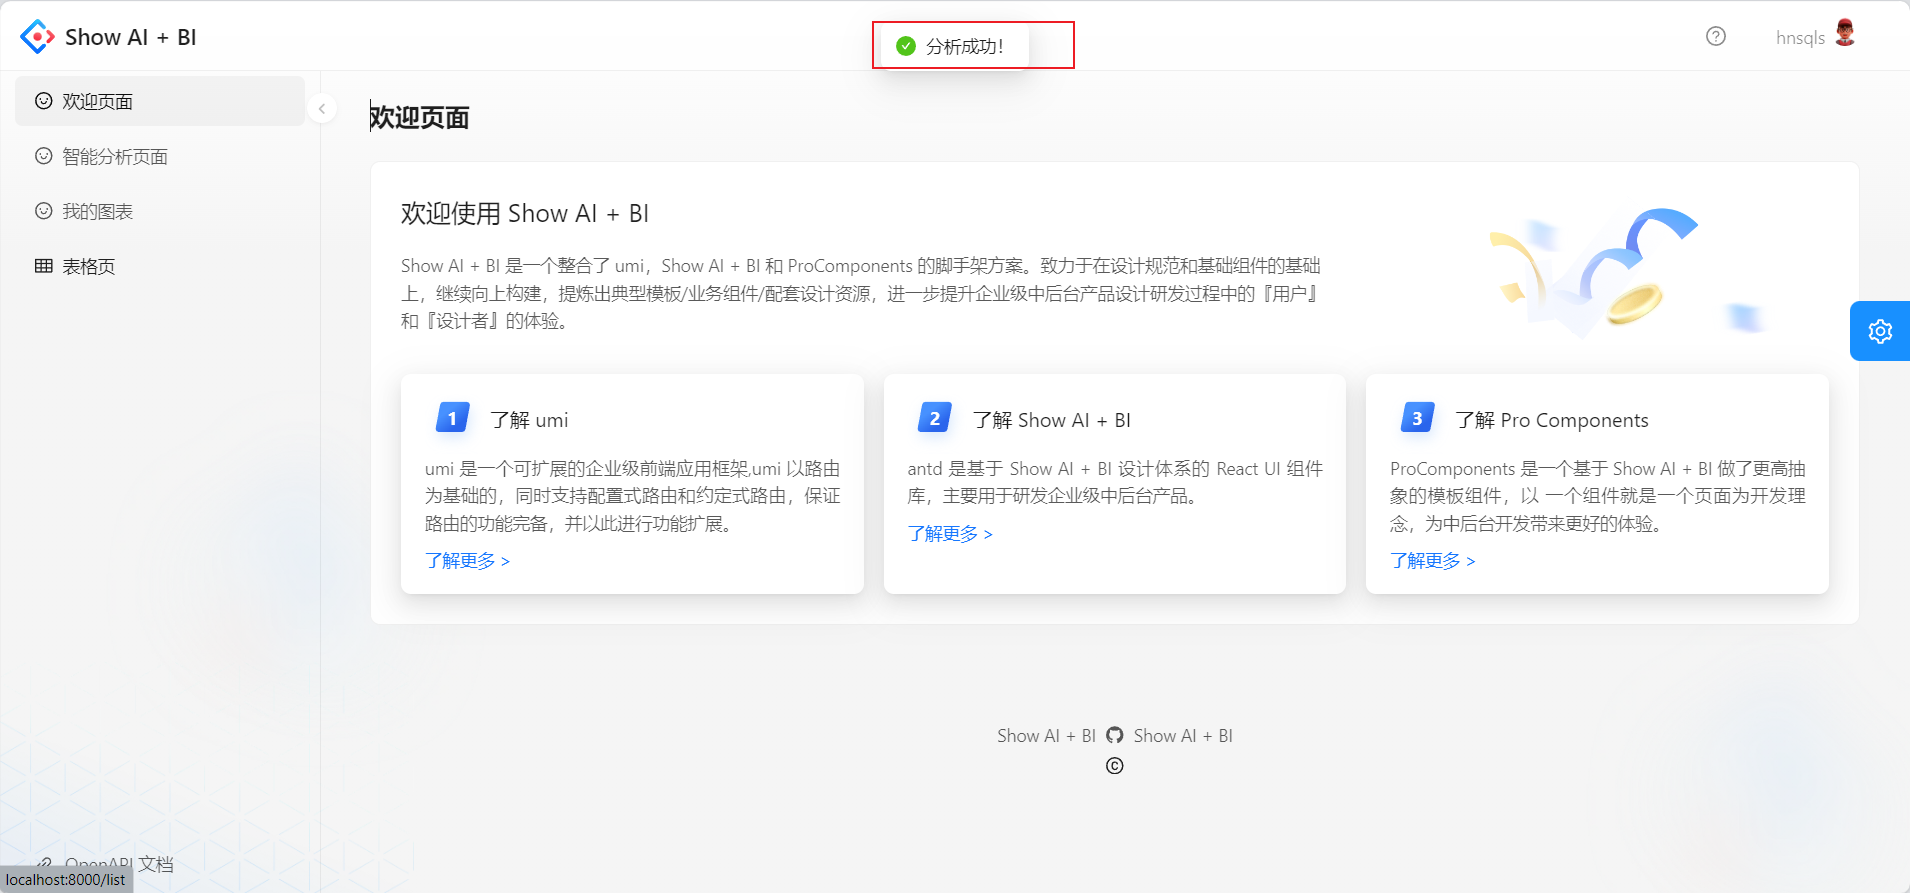 Show AI + BI
分析成功！
hnsqls
欢迎页面
智能分析页面
我的图表
表格页
欢迎页面
欢迎使用 Show AI + BI
Show AI + BI 是一个整合了 umi，Show AI + BI 和 ProComponents 的脚手架方案。致力于在设计规范和基础组件的基础
上，继续向上构建，提炼出典型模板/业务组件/配套设计资源，进一步提升企业级中后台产品设计研发过程中的『用户』
和『设计者』的体验。
1
了解 umi
umi 是一个可扩展的企业级前端应用框架,umi 以路由
为基础的，同时支持配置式路由和约定式路由，保证
路由的功能完备，并以此进行功能扩展。
了解更多 >
2
了解 Show AI + BI
antd 是基于 Show AI + BI 设计体系的 React UI 组件
库，主要用于研发企业级中后台产品。
了解更多 >
3
了解 Pro Components
ProComponents 是一个基于 Show AI + BI 做了更高抽
象的模板组件，以 一个组件就是一个页面为开发理
念，为中后台开发带来更好的体验。
了解更多 >
Show AI + BI Show AI + BI
©
OpenAPI 文档
localhost:8000/list